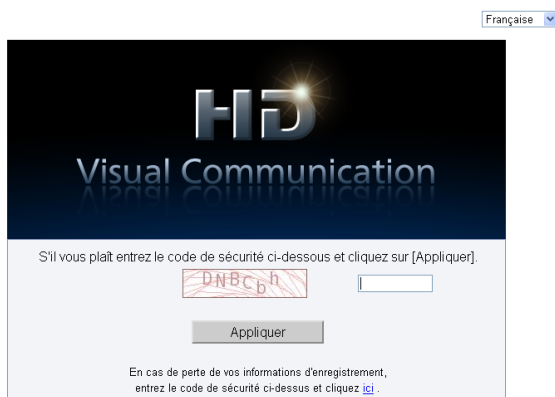 Française
HD
Visual Communication
S'il vous plaît entrez le code de sécurité ci-dessous et cliquez sur [Appliquer].
DNBCbh
Appliquer
En cas de perte de vos informations d'enregistrement,
entrez le code de sécurité ci-dessus et cliquez ici .